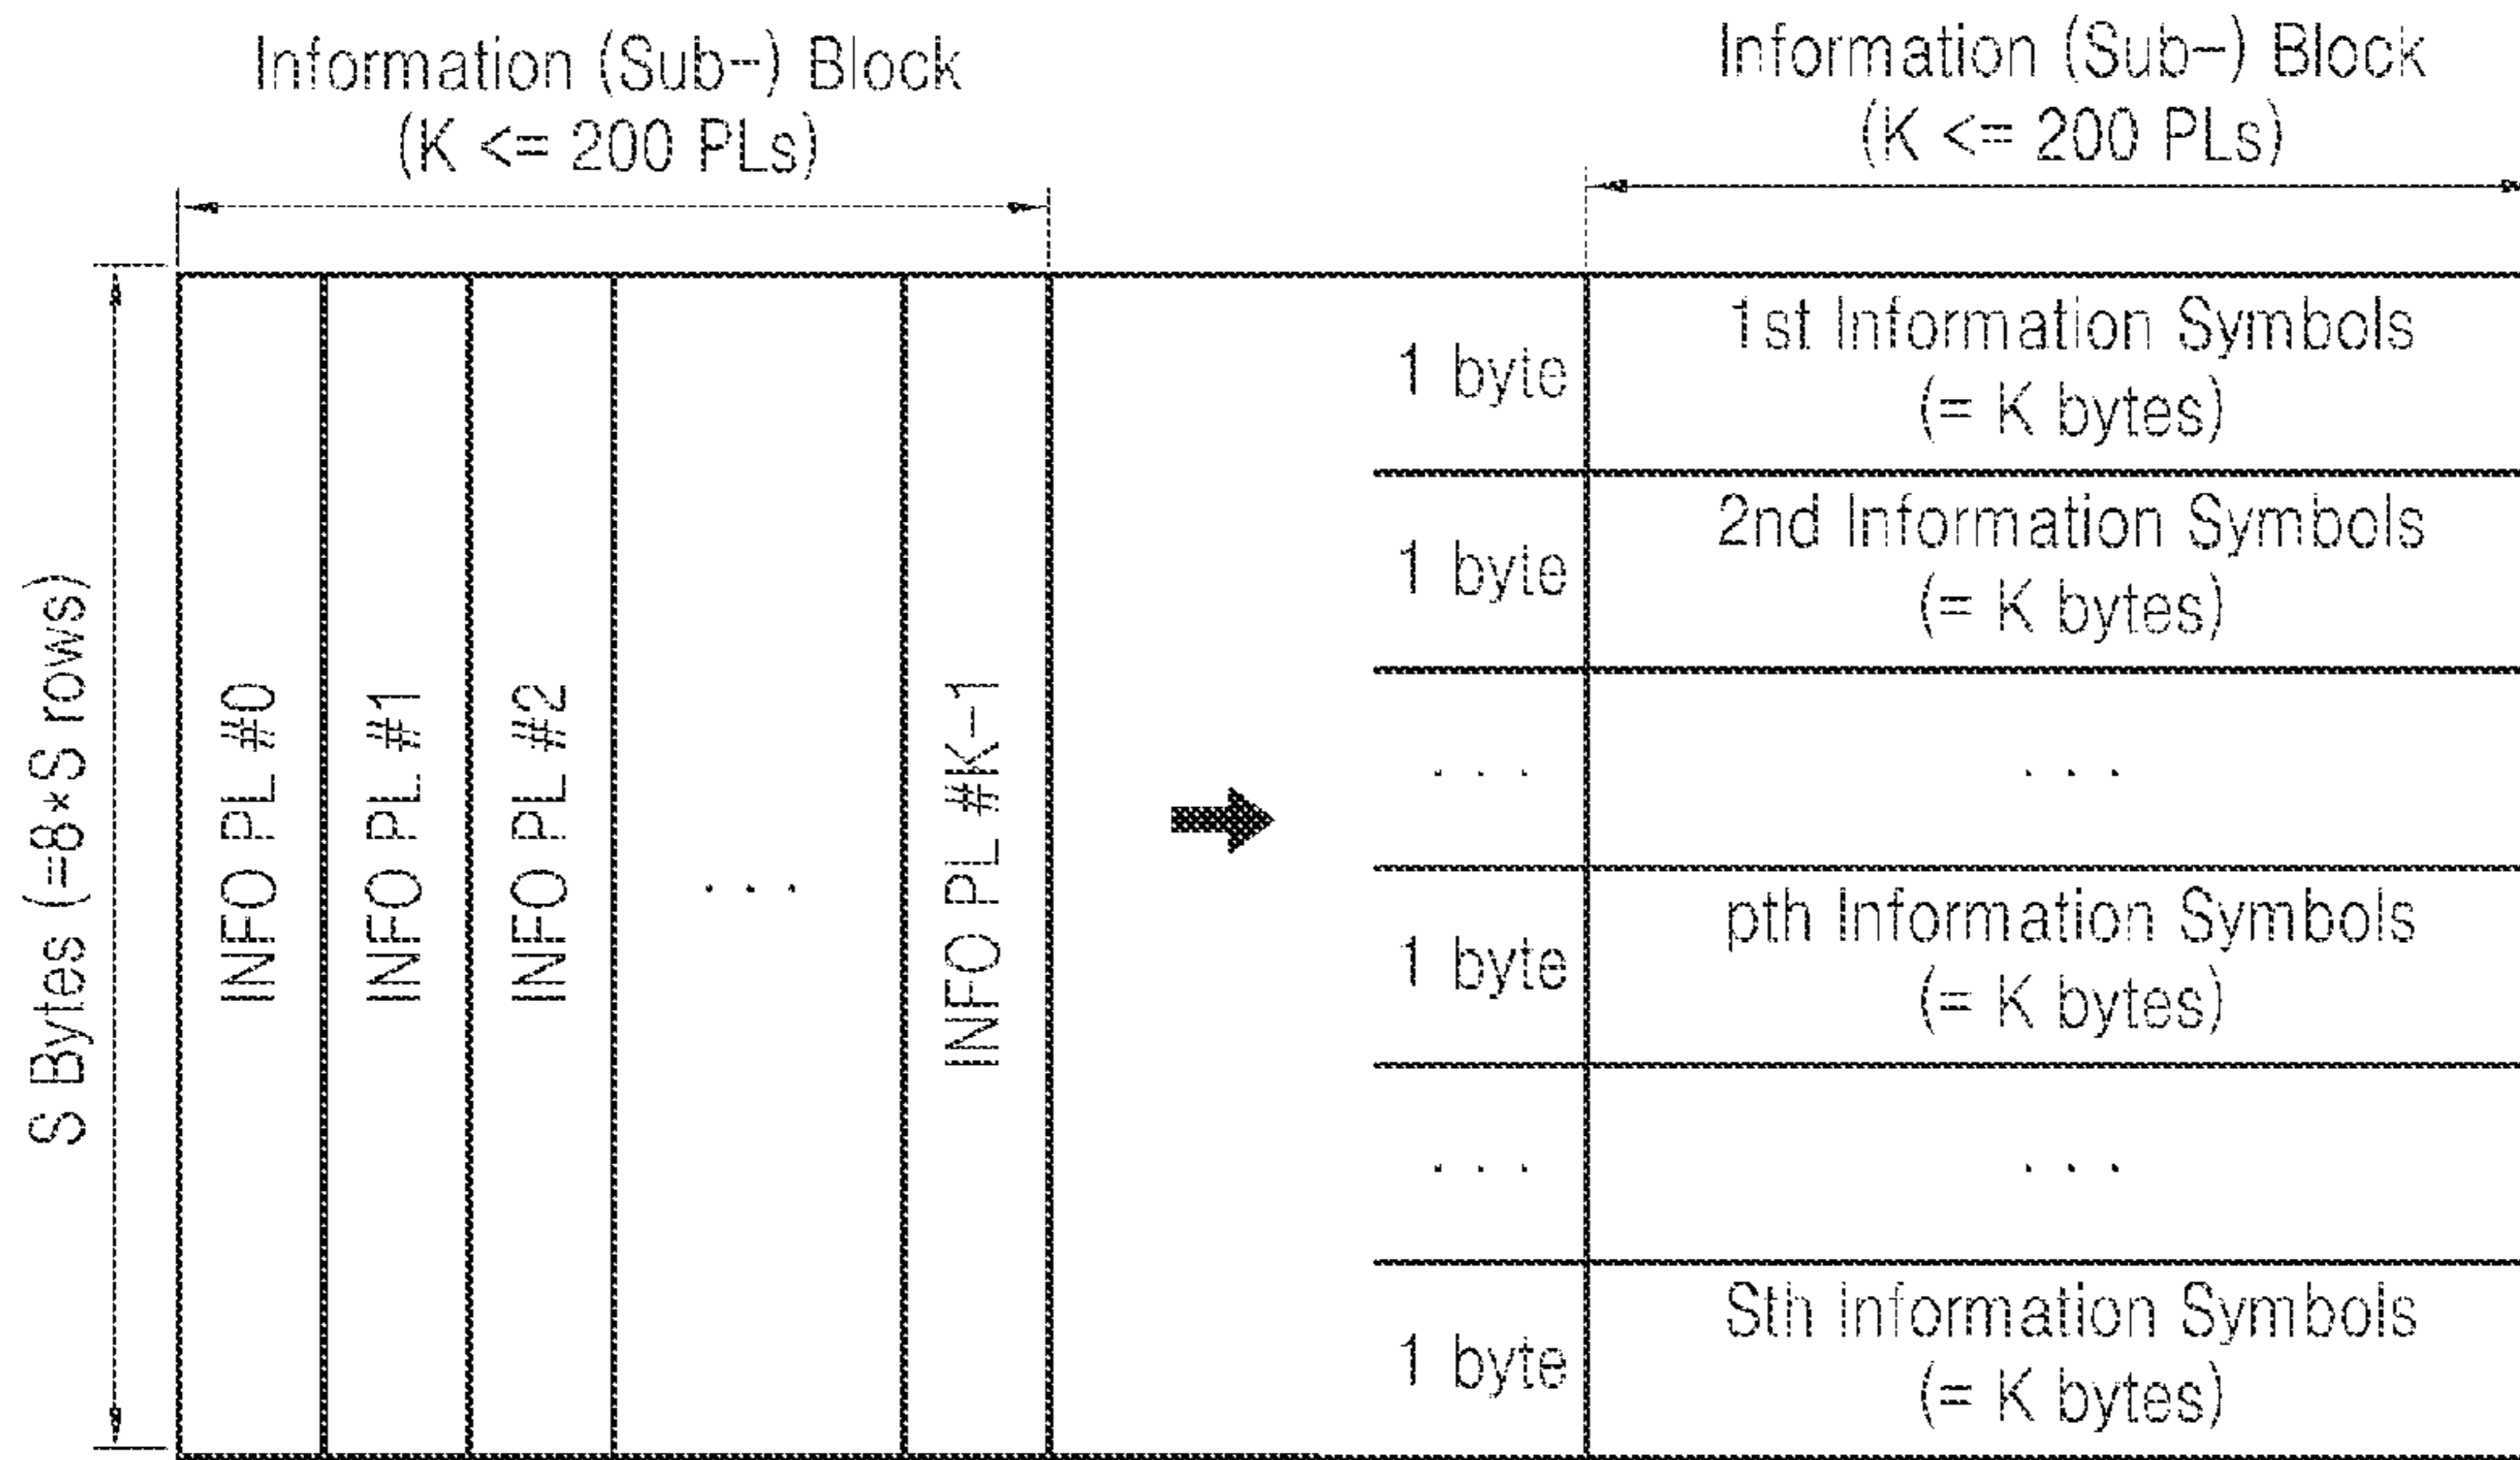 Information (Sub-) Block
(K <= 200 PLs)
S Bytes (=8*S rows)
INFO PL #0
INFO PL #1
INFO PL #2
. . .
INFO PL #K-1
Information (Sub-) Block
(K <= 200 PLs)
1 byte
1st Information Symbols
(= K bytes)
1 byte
2nd Information Symbols
(= K bytes)
. . .
. . .
1 byte
pth Information Symbols
(= K bytes)
. . .
. . .
1 byte
Sth Information Symbols
(= K bytes)